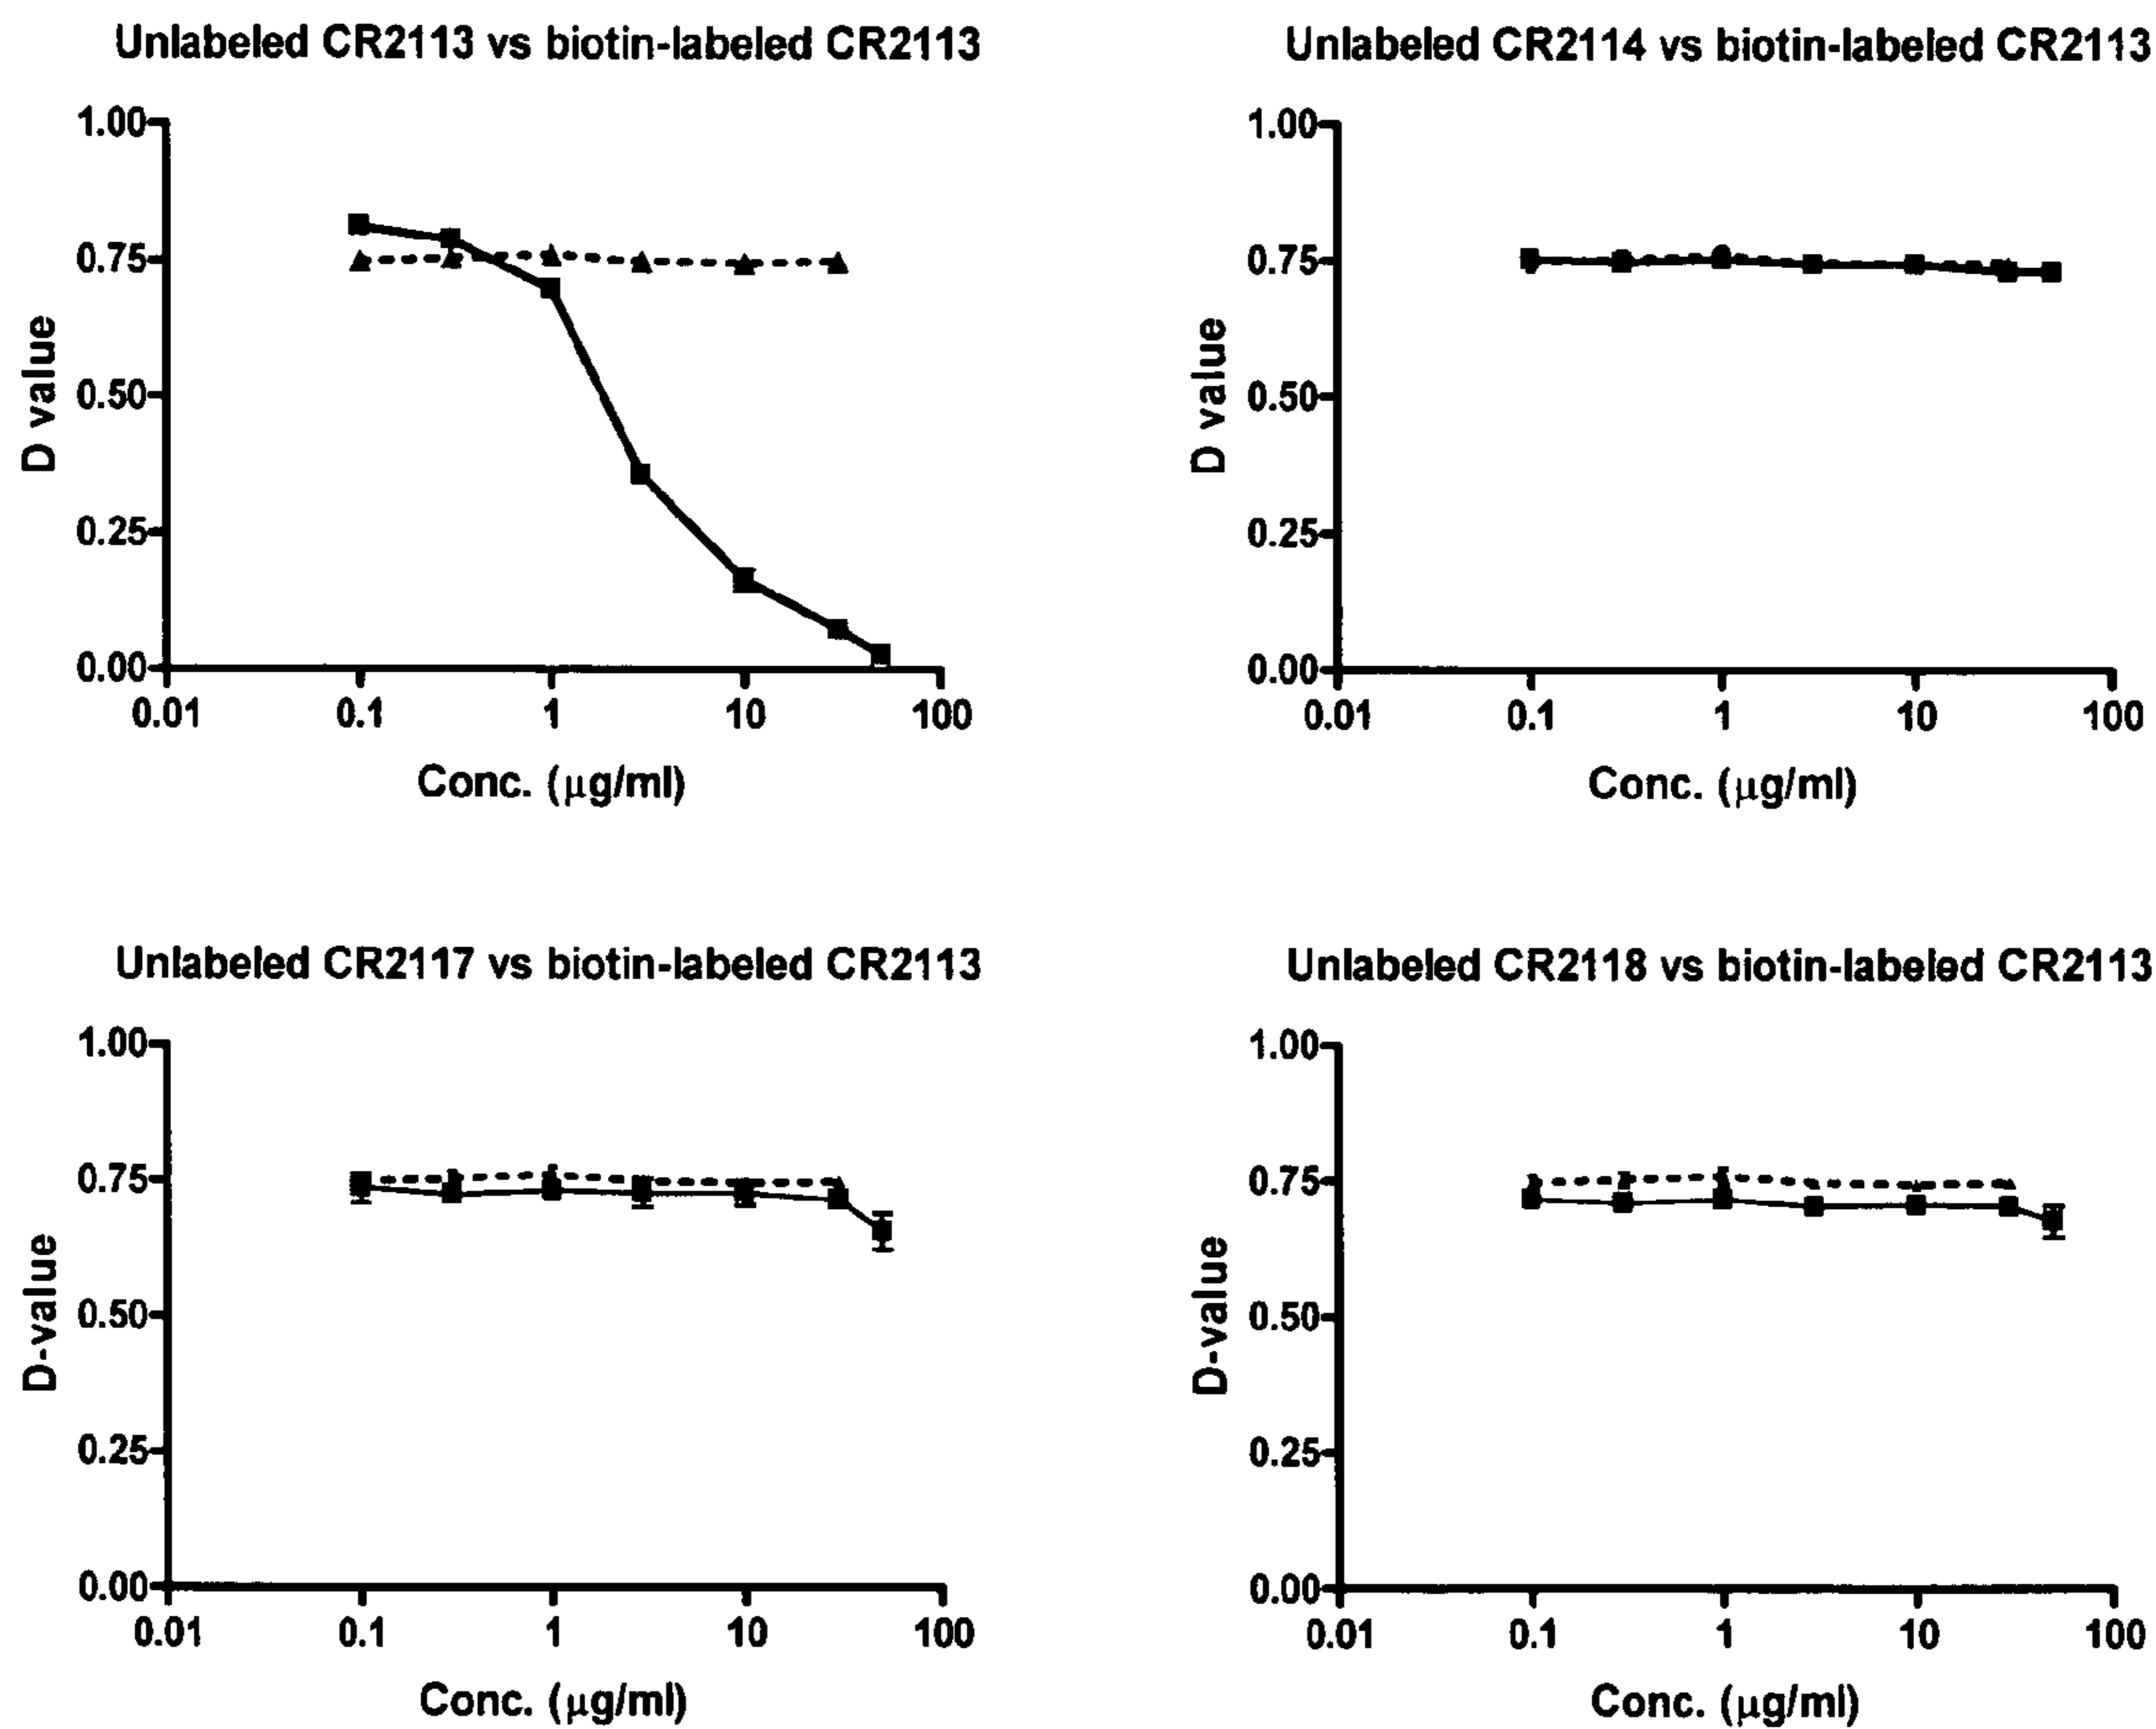 Unlabeled CR2113 vs biotin-labeled CR2113
1.00
0.75
0.50
0.25
0.00
D value
0.01 0.1 1 10 100
Conc. (μg/ml)
Unlabeled CR2114 vs biotin-labeled CR2113
1.00
0.75
0.50
0.25
0.00
D value
0.01 0.1 1 10 100
Conc. (μg/ml)
Unlabeled CR2117 vs biotin-labeled CR2113
1.00
0.75
0.50
0.25
0.00
D-value
0.01 0.1 1 10 100
Conc. (μg/ml)
Unlabeled CR2118 vs biotin-labeled CR2113
1.00
0.75
0.50
0.25
0.00
D-value
0.01 0.1 1 10 100
Conc. (μg/ml)